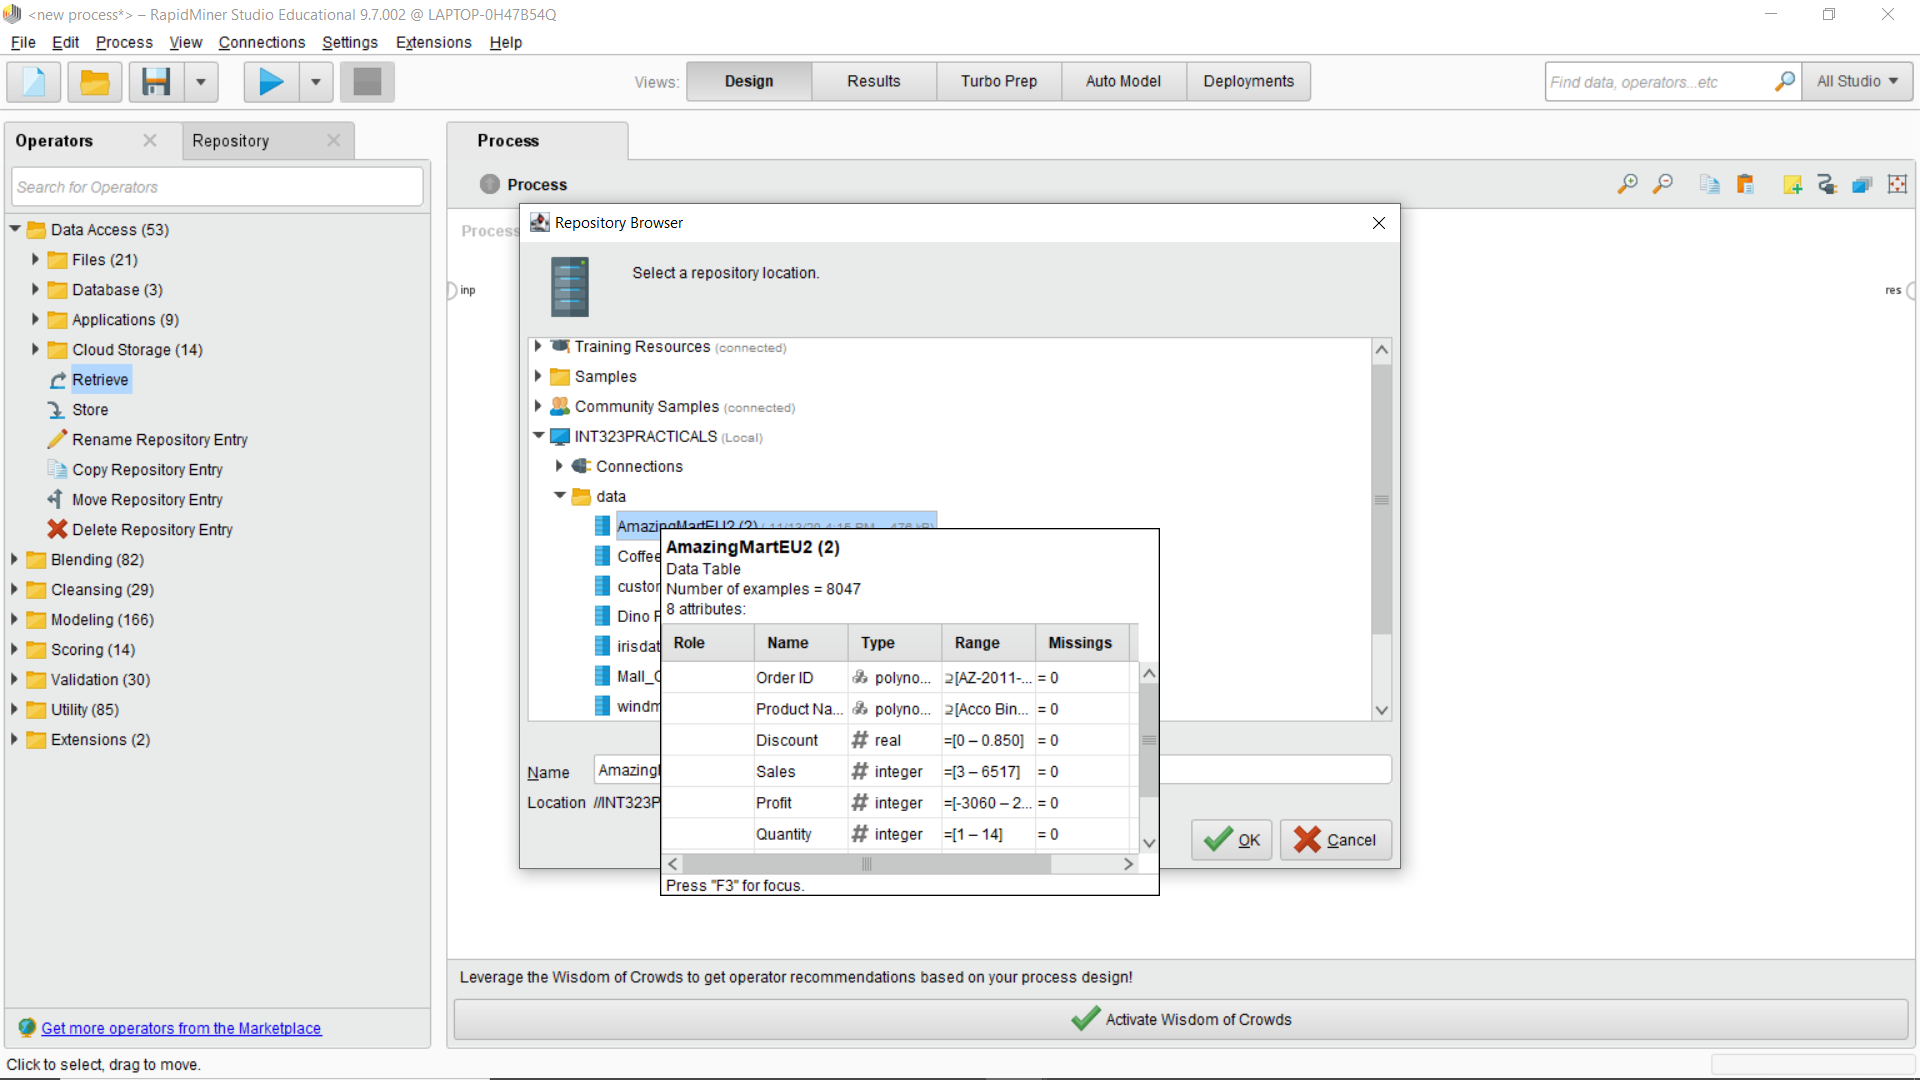 <new process*> – RapidMiner Studio Educational 9.7.002 @ LAPTOP-0H47B54Q
File Edit Process View Connections Settings Extensions Help
Views: Design Results Turbo Prep Auto Model Deployments
Find data, operators...etc All Studio
Operators Repository
Process
Search for Operators
Process
Data Access (53)
Files (21)
Database (3)
Applications (9)
Cloud Storage (14)
Retrieve
Store
Rename Repository Entry
Copy Repository Entry
Move Repository Entry
Delete Repository Entry
Blending (82)
Cleansing (29)
Modeling (166)
Scoring (14)
Validation (30)
Utility (85)
Extensions (2)
Get more operators from the Marketplace
Process
inp
res
Repository Browser
Select a repository location.
Training Resources (connected)
Samples
Community Samples (connected)
INT323PRACTICALS (Local)
Connections
data
AmazingMartEU2 (2)
Coffee
custor
Dino F
irisdat
Mall_C
windm
AmazingMartEU2 (2)
Data Table
Number of examples = 8047
8 attributes:
Role Name Type Range Missings
Order ID polyno... ⊇[AZ-2011-... = 0
Product Na... polyno... ⊇[Acco Bin... = 0
Discount # real =[0 – 0.850] = 0
Sales # integer =[3 – 6517] = 0
Profit # integer =[-3060 – 2... = 0
Quantity # integer =[1 – 14] = 0
Press "F3" for focus.
Name Amazing
Location //INT323P
OK Cancel
Leverage the Wisdom of Crowds to get operator recommendations based on your process design!
Activate Wisdom of Crowds
Click to select, drag to move.